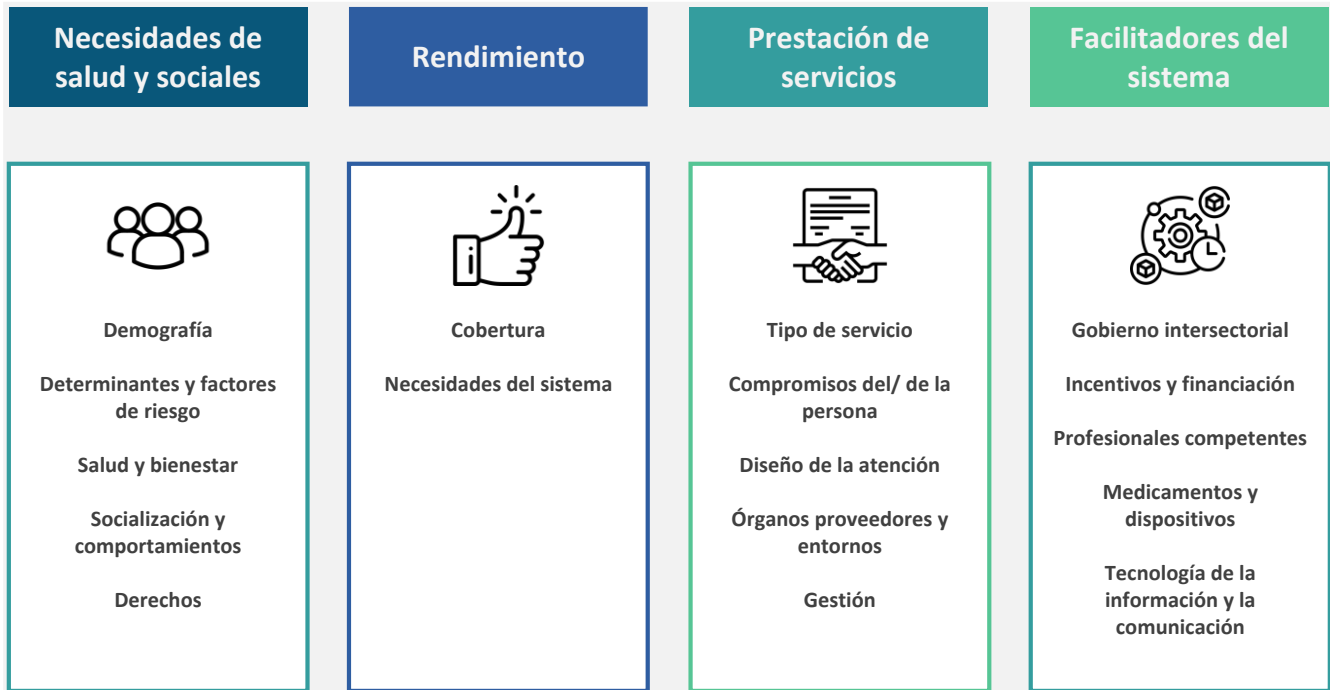 Necesidades de
salud y sociales
Rendimiento
Prestación de
servicios
Facilitadores del
sistema
Demografía
Determinantes y factores
de riesgo
Salud y bienestar
Socialización y
comportamientos
Derechos
Cobertura
Necesidades del sistema
Tipo de servicio
Compromisos del/ de la
persona
Diseño de la atención
Órganos proveedores y
entornos
Gestión
Gobierno intersectorial
Incentivos y financiación
Profesionales competentes
Medicamentos y
dispositivos
Tecnología de la
información y la
comunicación